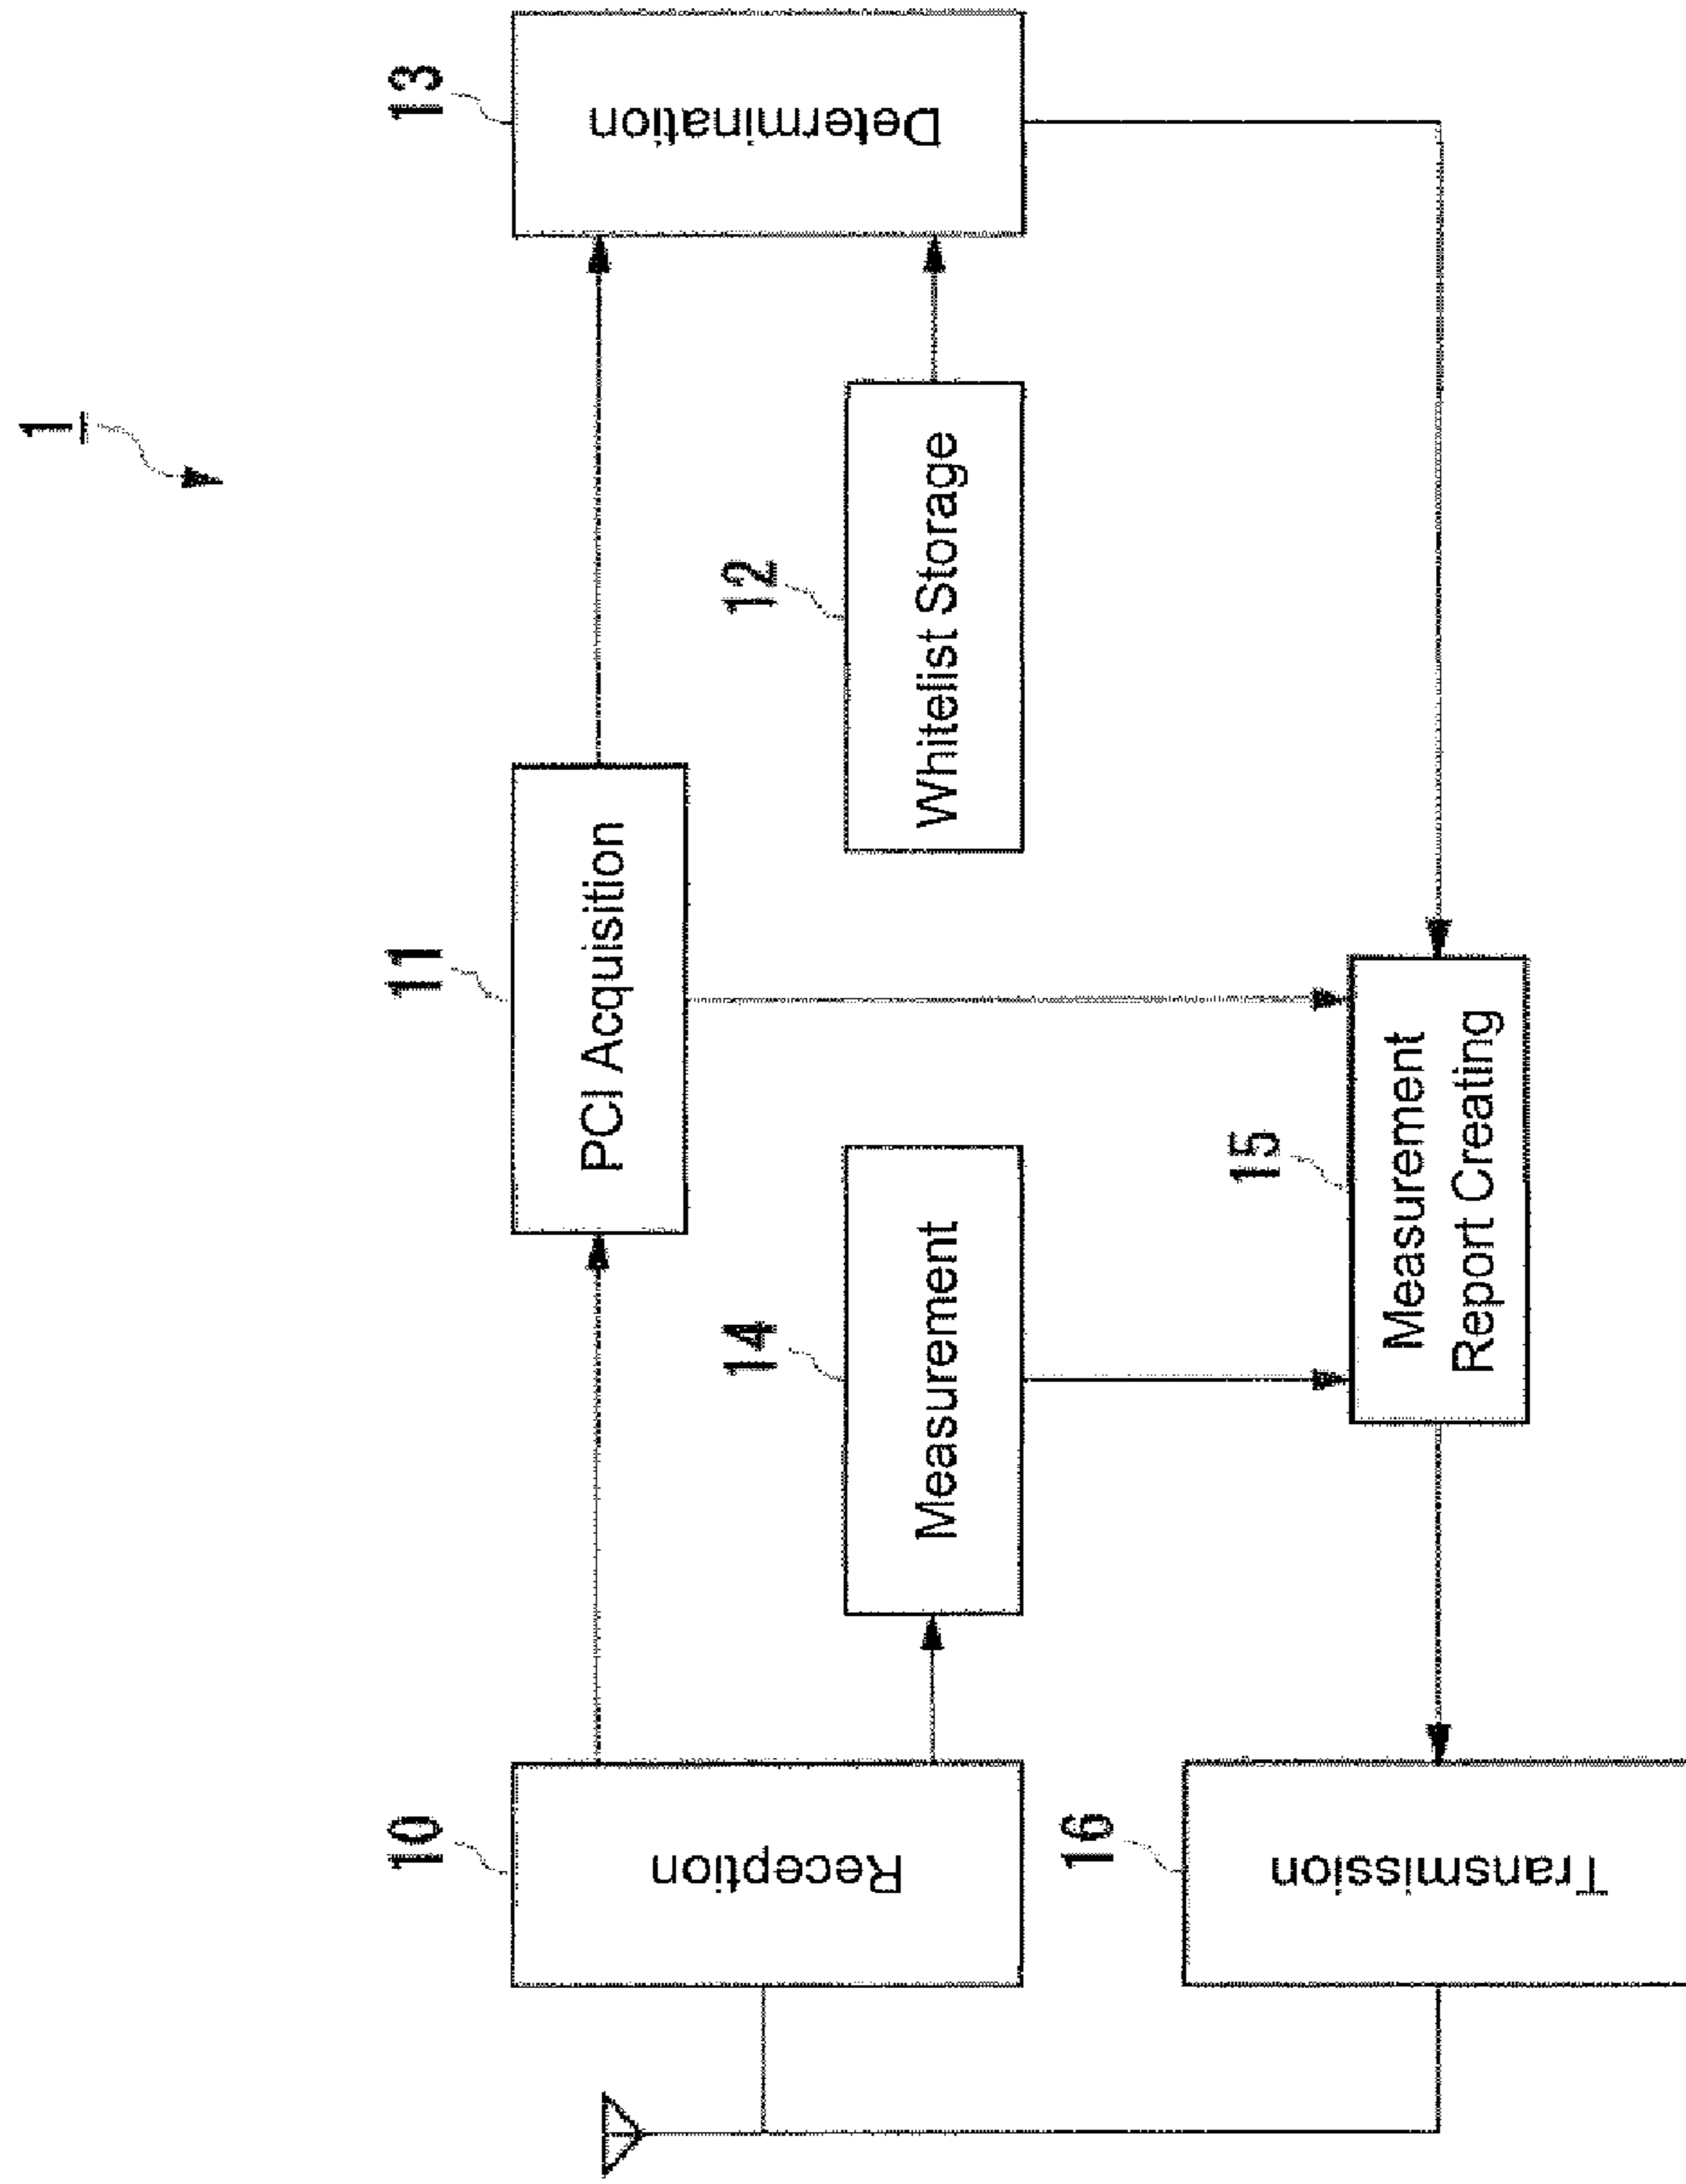 1
10
Reception
11
PCI Acquisition
13
Determination
14
Measurement
12
Whitelist Storage
15
Measurement
Report Creating
16
Transmission